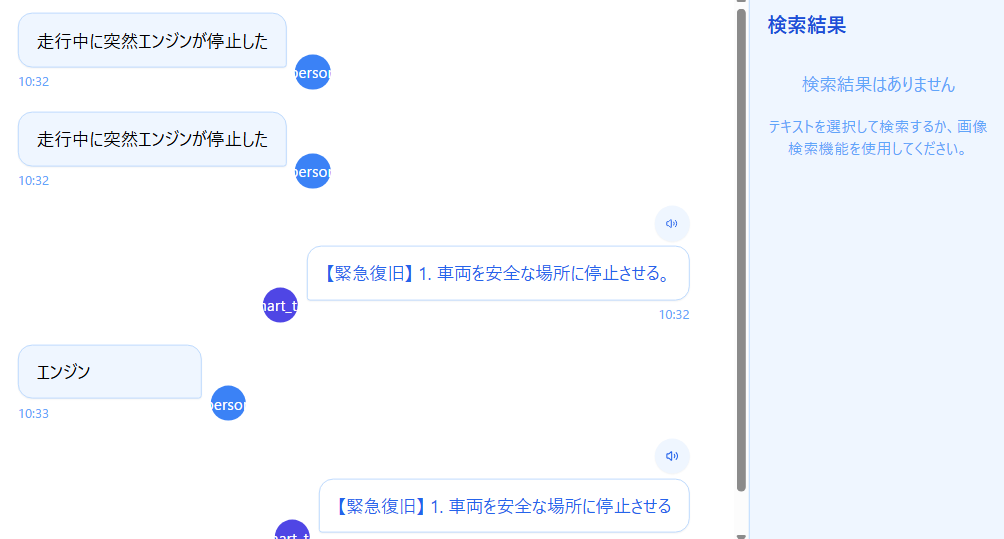 走行中に突然エンジンが停止した
person
10:32
走行中に突然エンジンが停止した
person
10:32
【緊急復旧】 1. 車両を安全な場所に停止させる。
mart_t
10:32
エンジン
person
10:33
【緊急復旧】 1. 車両を安全な場所に停止させる
mart_t
検索結果
検索結果はありません
テキストを選択して検索するか、画像
検索機能を使用してください。